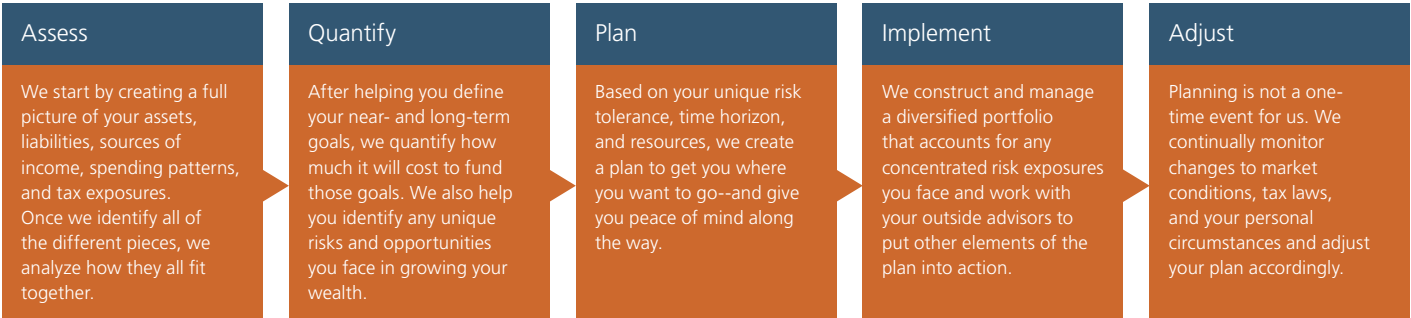 Assess
We start by creating a full
picture of your assets,
liabilities, sources of
income, spending patterns,
and tax exposures.
Once we identify all of
the different pieces, we
analyze how they all fit
together.
Quantify
After helping you define
your near- and long-term
goals, we quantify how
much it will cost to fund
those goals. We also help
you identify any unique
risks and opportunities
you face in growing your
wealth.
Plan
Based on your unique risk
tolerance, time horizon,
and resources, we create
a plan to get you where
you want to go--and give
you peace of mind along
the way.
Implement
We construct and manage
a diversified portfolio
that accounts for any
concentrated risk exposures
you face and work with
your outside advisors to
put other elements of the
plan into action.
Adjust
Planning is not a one-
time event for us. We
continually monitor
changes to market
conditions, tax laws,
and your personal
circumstances and adjust
your plan accordingly.